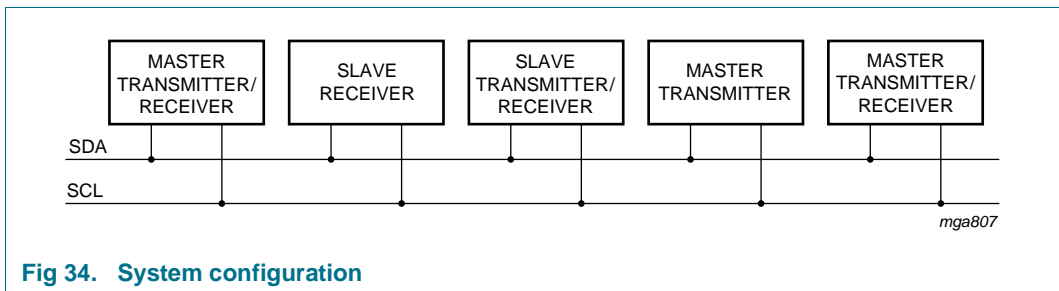 MASTER
TRANSMITTER/
RECEIVER
SLAVE
RECEIVER
SLAVE
TRANSMITTER/
RECEIVER
MASTER
TRANSMITTER
MASTER
TRANSMITTER/
RECEIVER
SDA
SCL
mga807
Fig 34. System configuration